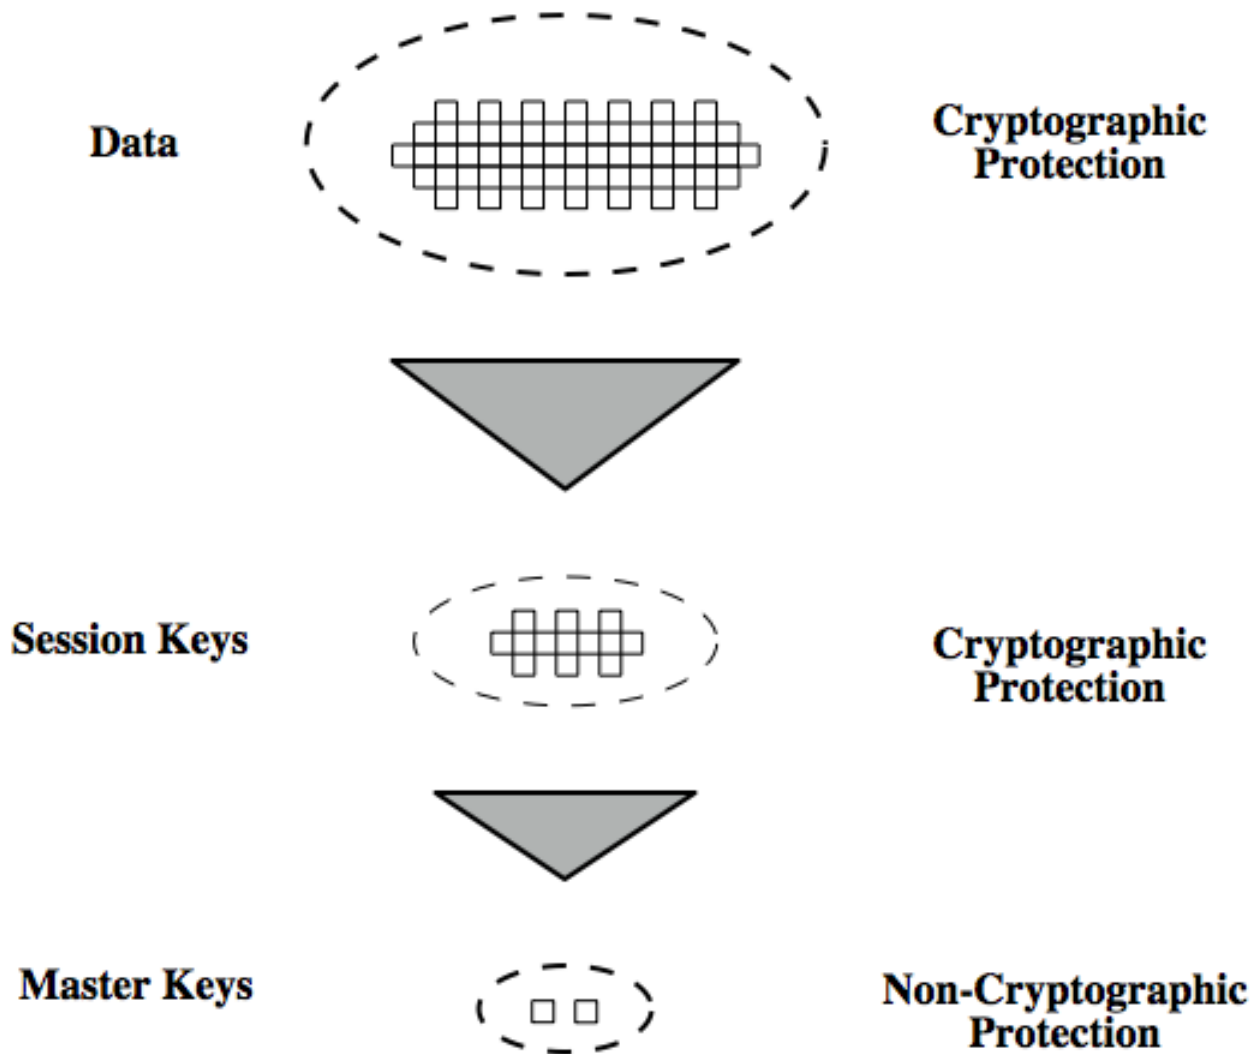 Data
Cryptographic
Protection
Session Keys
Cryptographic
Protection
Master Keys
Non-Cryptographic
Protection